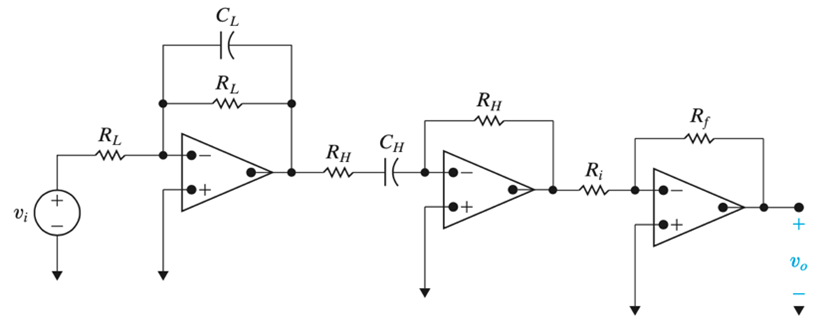 C_L
R_L
R_L
−
+
v_i
+
−
R_H
C_H
R_H
−
+
R_i
R_f
−
+
+
v_o
−